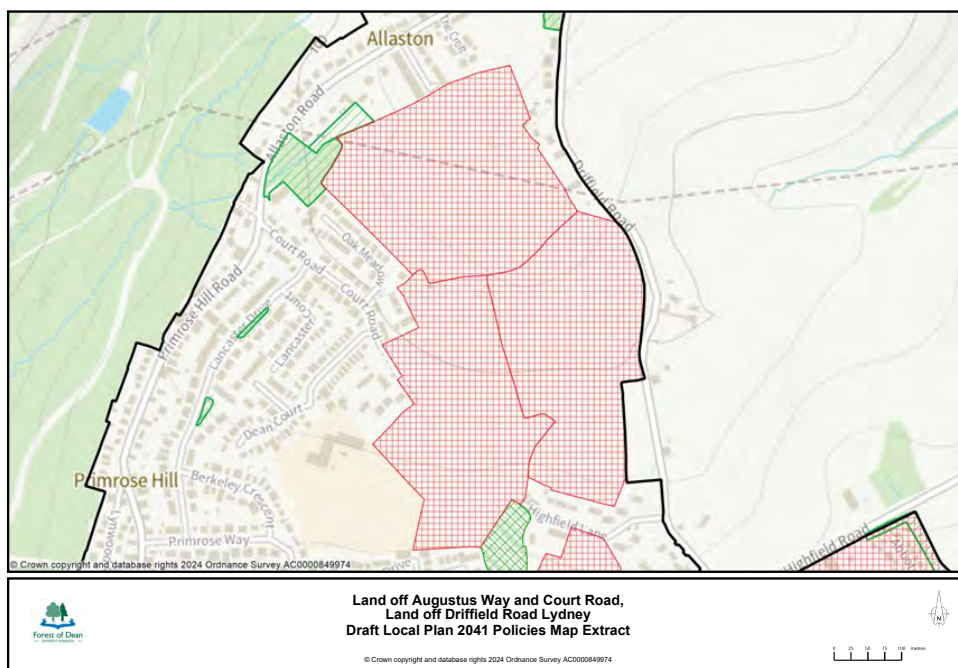 Allaston
The Croft
100
Allaston Road
Driffield Road
Oak Meadow
Court Road
Court Road
Primrose Hill Road
Lancaster Drive
Lancaster
Court
Dean Court
Primrose Hill
Berkeley Crescent
Lynwood
Primrose Way
Drive
Highfield Lane
Highfield Road
© Crown copyright and database rights 2024 Ordnance Survey AC0000849974
Forest of Dean
DISTRICT COUNCIL
Land off Augustus Way and Court Road,
Land off Driffield Road Lydney
Draft Local Plan 2041 Policies Map Extract
© Crown copyright and database rights 2024 Ordnance Survey AC0000849974
N
0 25 50 75 100 metres